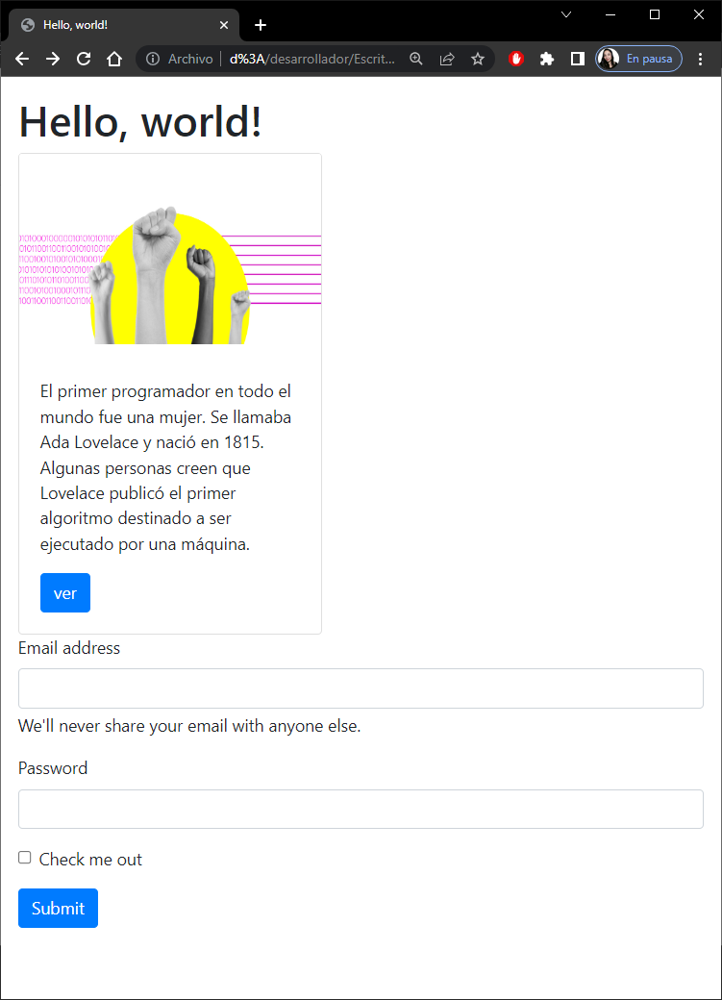 Hello, world!
Archivo | d%3A/desarrollador/Escrit...
En pausa
Hello, world!
El primer programador en todo el
mundo fue una mujer. Se llamaba
Ada Lovelace y nació en 1815.
Algunas personas creen que
Lovelace publicó el primer
algoritmo destinado a ser
ejecutado por una máquina.
ver
Email address
We'll never share your email with anyone else.
Password
Check me out
Submit